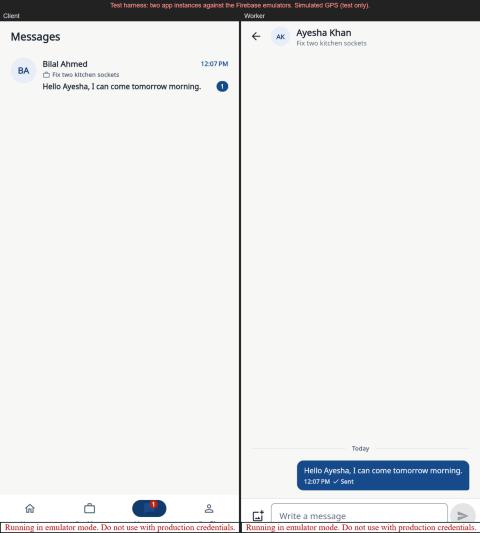 Test harness: two app instances against the Firebase emulators. Simulated GPS (test only).
Client
Messages
BA
Bilal Ahmed
12:07 PM
Fix two kitchen sockets
Hello Ayesha, I can come tomorrow morning.
1
1
Running in emulator mode. Do not use with production credentials.
Worker
AK
Ayesha Khan
Fix two kitchen sockets
Today
Hello Ayesha, I can come tomorrow morning.
12:07 PM ✓ Sent
Write a message
Running in emulator mode. Do not use with production credentials.